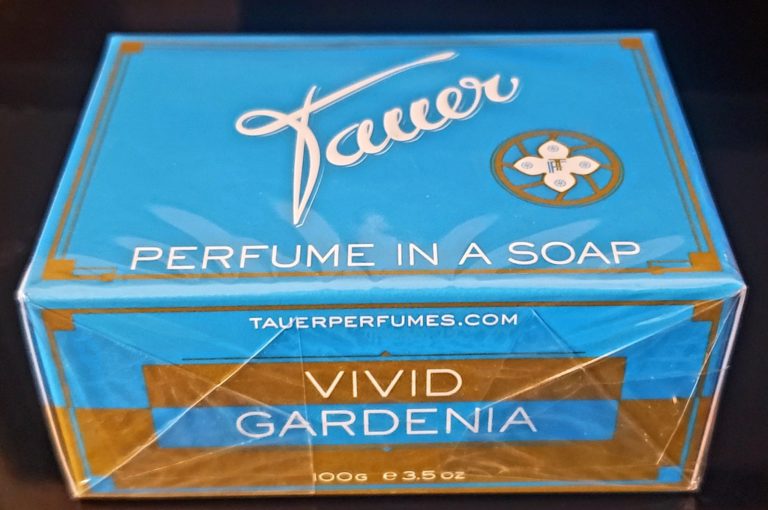 Tauer
PERFUME IN A SOAP
TAUERPERFUMES.COM
VIVID
GARDENIA
100G e 3.5 OZ